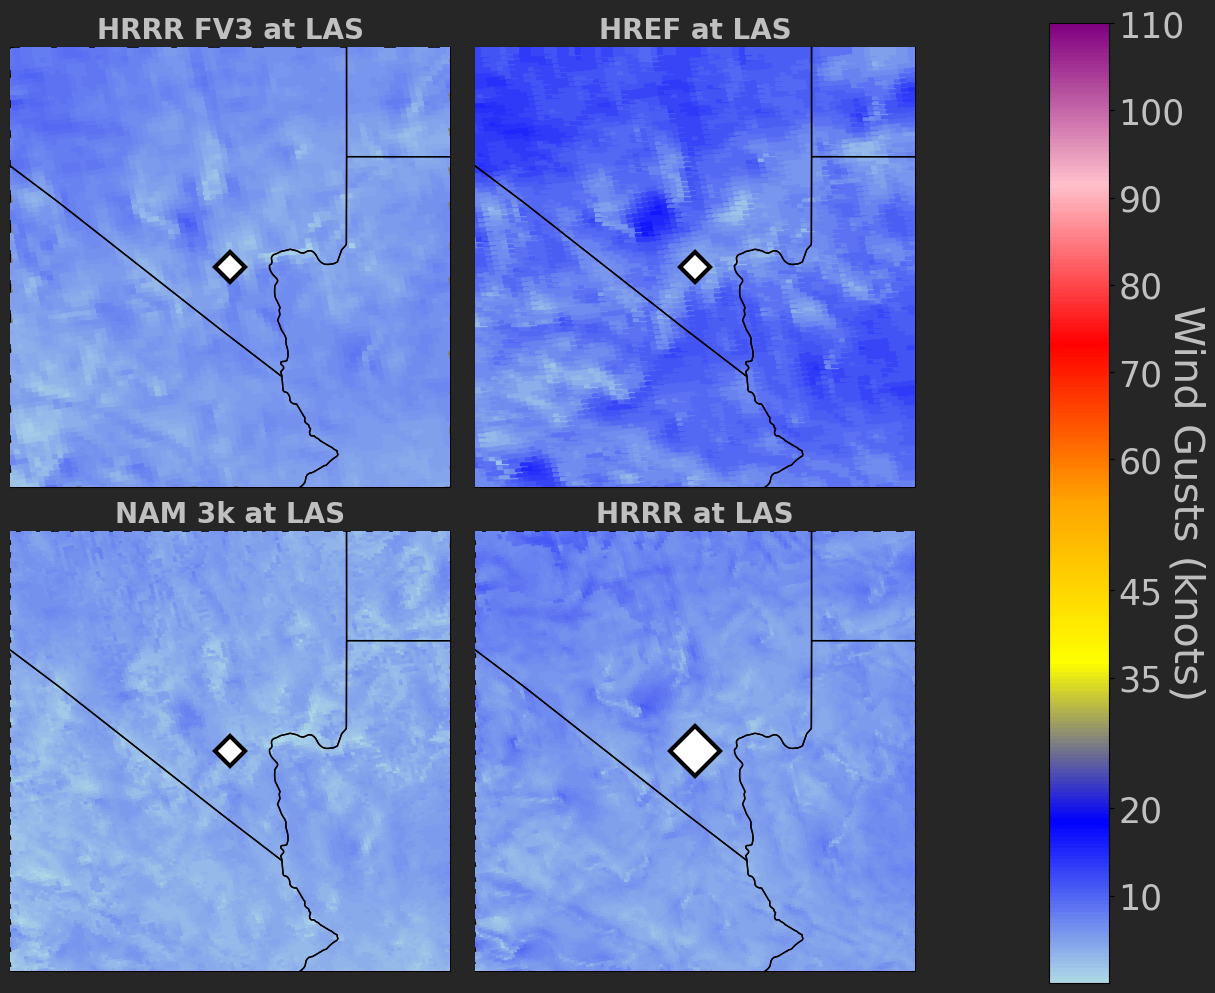 HRRR FV3 at LAS
HREF at LAS
NAM 3k at LAS
HRRR at LAS
110
100
90
80
70
60
45
35
20
10
Wind Gusts (knots)